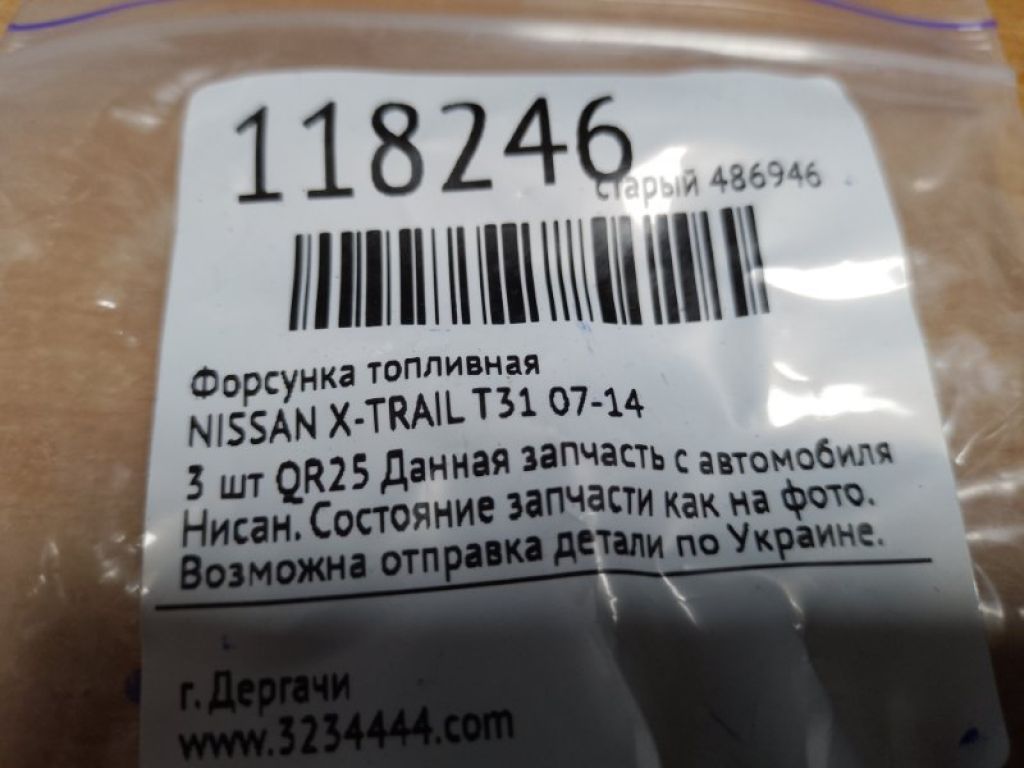 118246
старый 486946
Форсунка топливная
NISSAN X-TRAIL T31 07-14
3 шт QR25 Данная запчасть с автомобиля
Нисан. Состояние запчасти как на фото.
Возможна отправка детали по Украине.
г. Дергачи
www.3234444.com